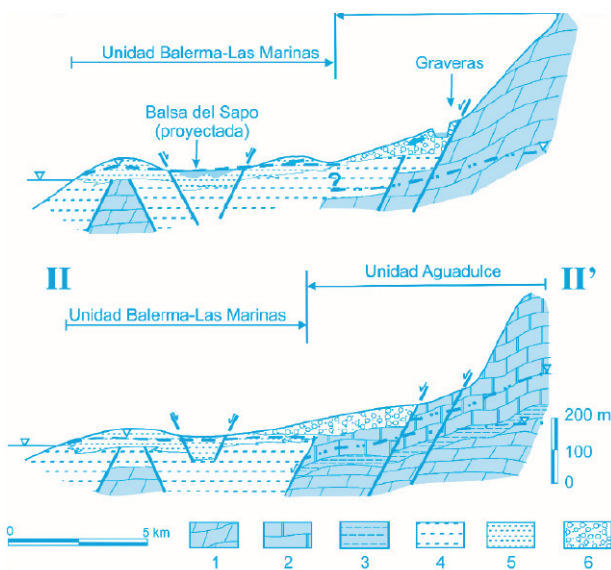 Unidad Balerma-Las Marinas
Graveras
Balsa del Sapo
(proyectada)
?
II
II'
Unidad Aguadulce
Unidad Balerma-Las Marinas
200 m
100
0
0
5 km
1
2
3
4
5
6